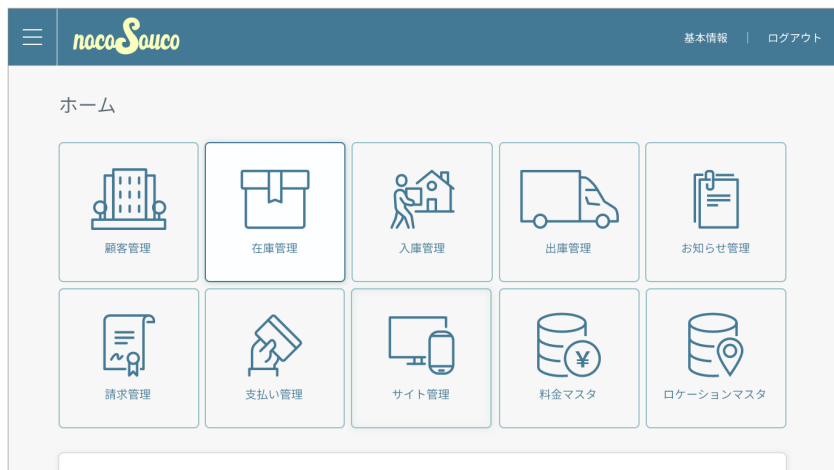 nocoSouco
基本情報 | ログアウト
ホーム
顧客管理 在庫管理 入庫管理 出庫管理 お知らせ管理
¥
請求管理 支払い管理 サイト管理 料金マスタ ロケーションマスタ